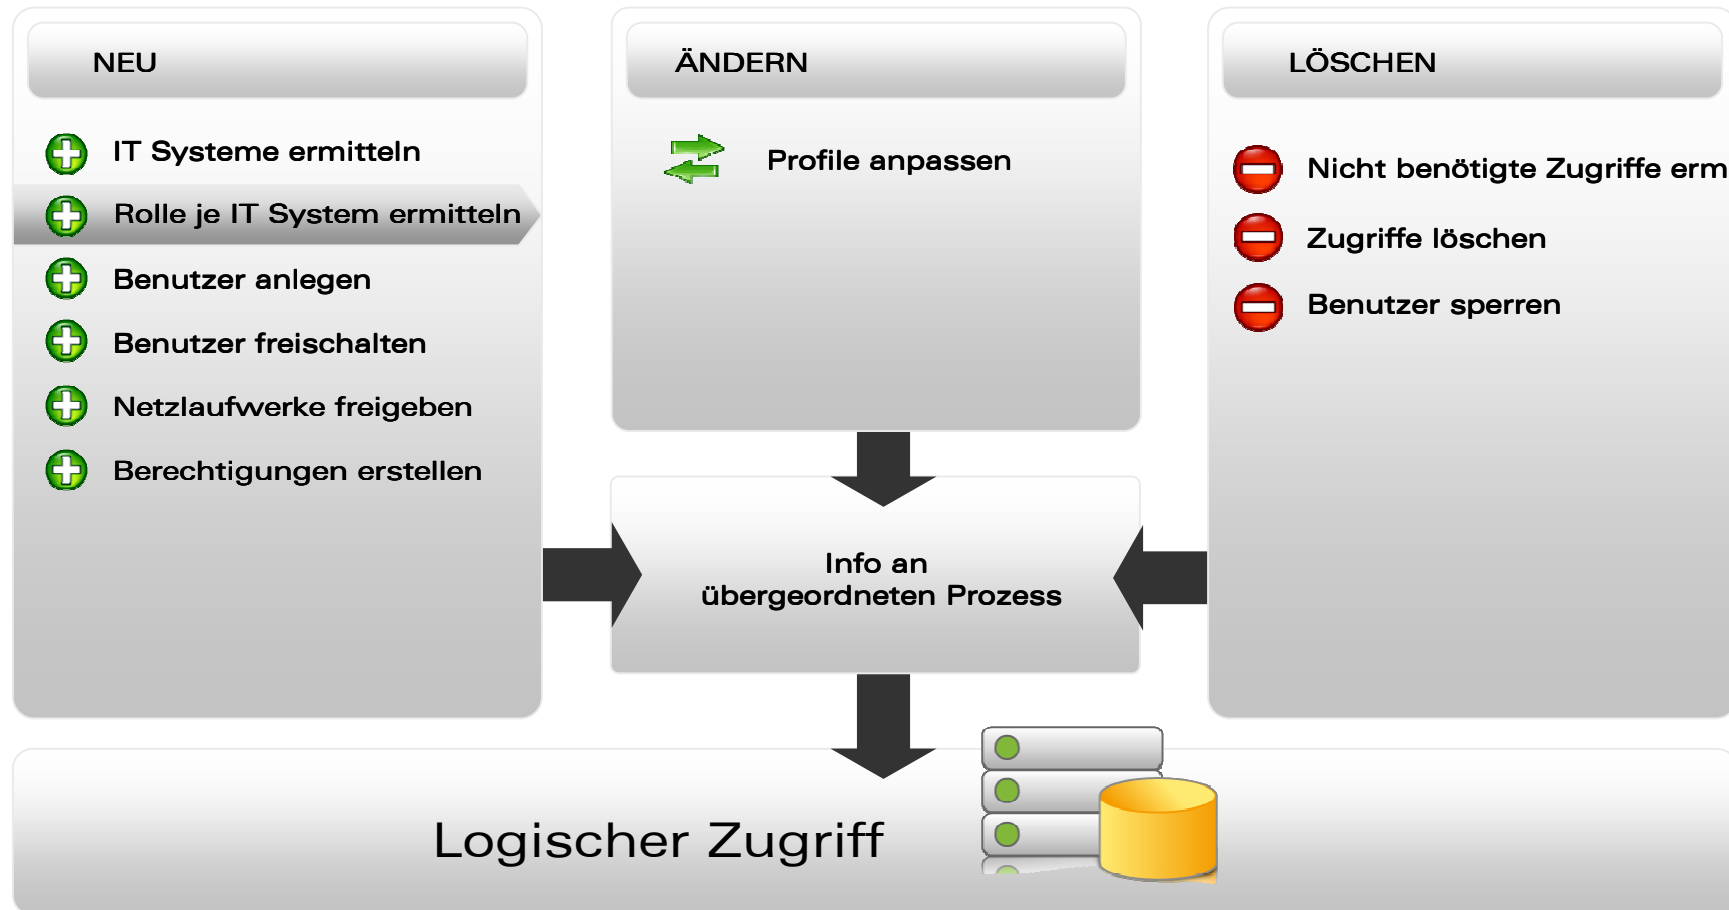 NEU
IT Systeme ermitteln
Rolle je IT System ermitteln
Benutzer anlegen
Benutzer freischalten
Netzlaufwerke freigeben
Berechtigungen erstellen
ÄNDERN
Profile anpassen
LÖSCHEN
Nicht benötigte Zugriffe erm
Zugriffe löschen
Benutzer sperren
Info an
übergeordneten Prozess
Logischer Zugriff